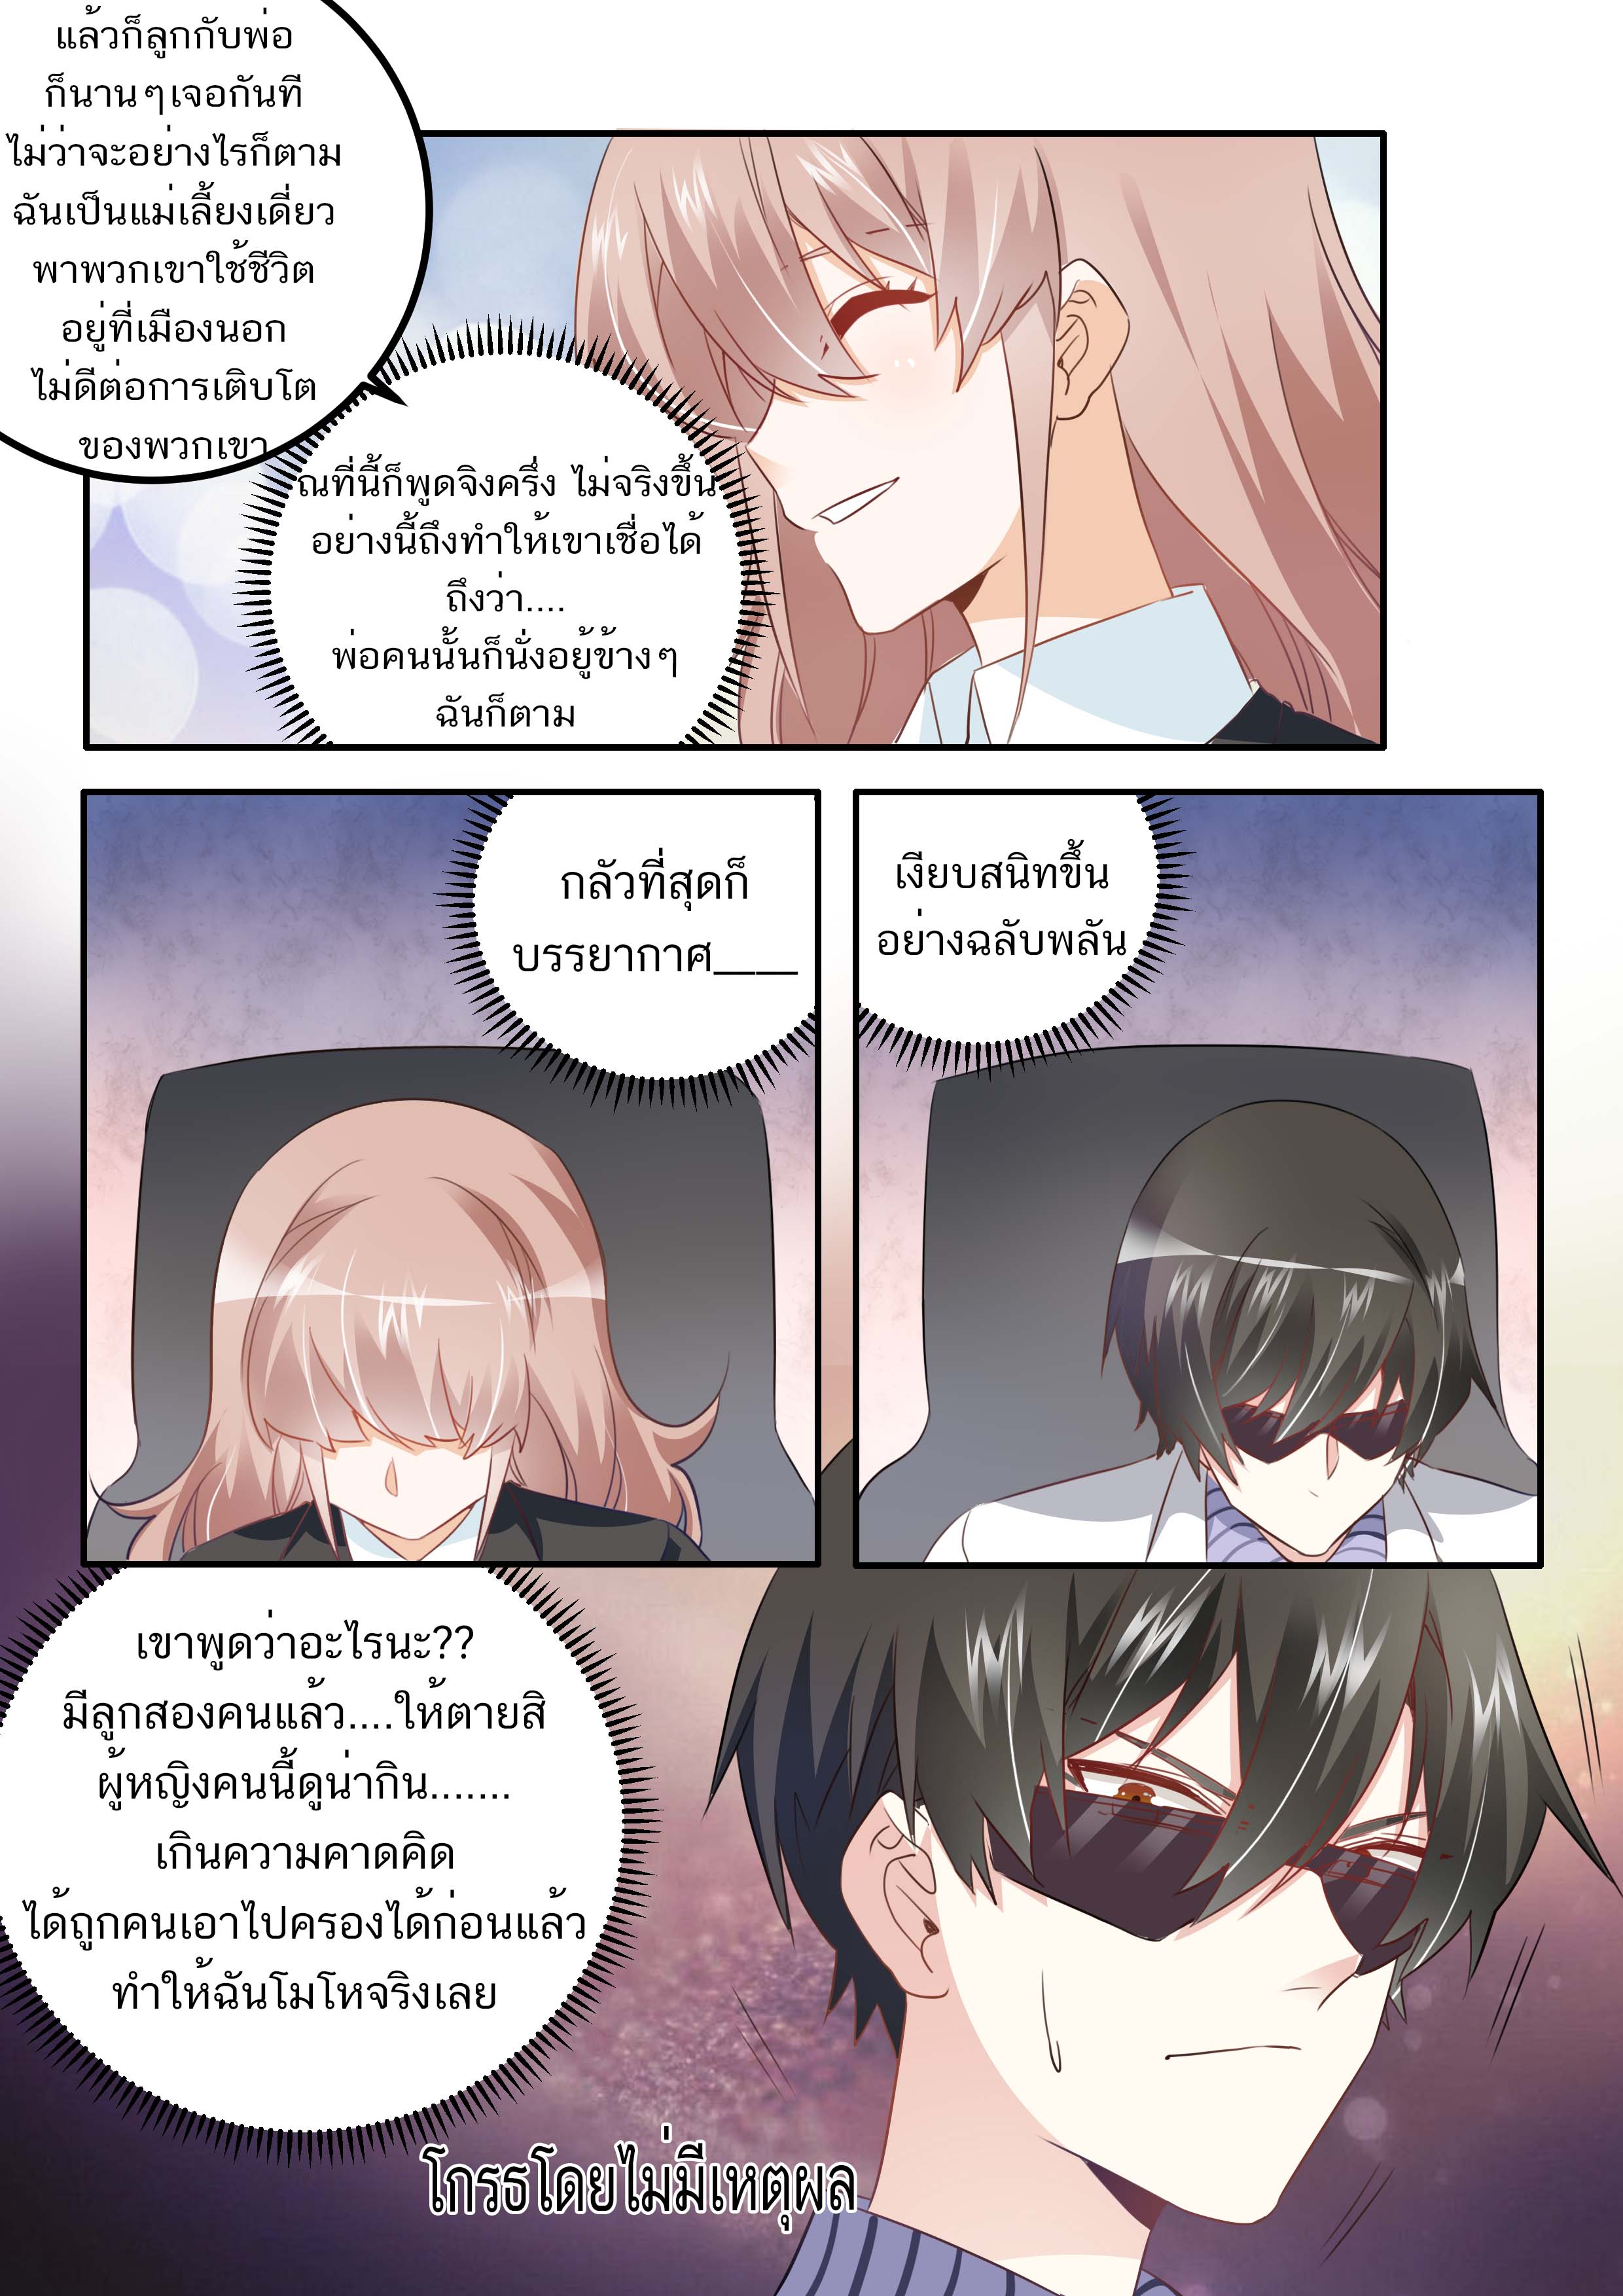 แล้วก็ลูกกับพ่อ
ก็นานๆเจอกันที
ไม่ว่าจะอย่างไรก็ตาม
ฉันเป็นแม่เลี้ยงเดี่ยว
พาพวกเขาใช้ชีวิต
อยู่ที่เมืองนอก
ไม่ดีต่อการเติบโต
ของพวกเขา
ณที่นี้ก็พูดจิงครึ่ง ไม่จริงขึ้น
อย่างนี้ถึงทำให้เขาเชื่อได้
ถึงว่า....
พ่อคนนั้นก็นั่งอยู้ข้างๆ
ฉันก็ตาม
กลัวที่สุดก็
บรรยากาศ____
เงียบสนิทขึ้น
อย่างฉลับพลัน
เขาพูดว่าอะไรนะ??
มีลูกสองคนแล้ว....ให้ตายสิ
ผู้หญิงคนนี้ดูน่ากิน.......
เกินความคาดคิด
ได้ถูกคนเอาไปครองได้ก่อนแล้ว
ทำให้ฉันโมโหจริงเลย
โกรธโดยไม่มีเหตุผล